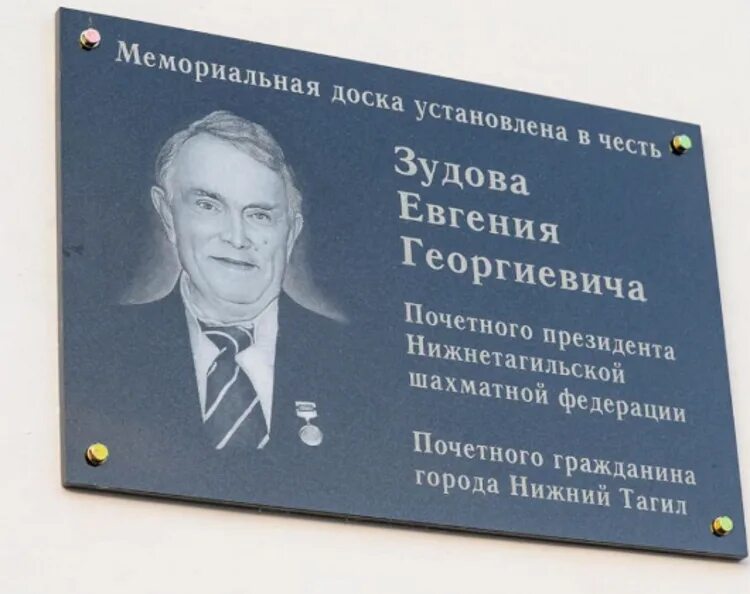 Мемориальная доска установлена в честь
Зудова
Евгения
Георгиевича
Почетного президента
Нижнетагильской
шахматной федерации
Почетного гражданина
города Нижний Тагил